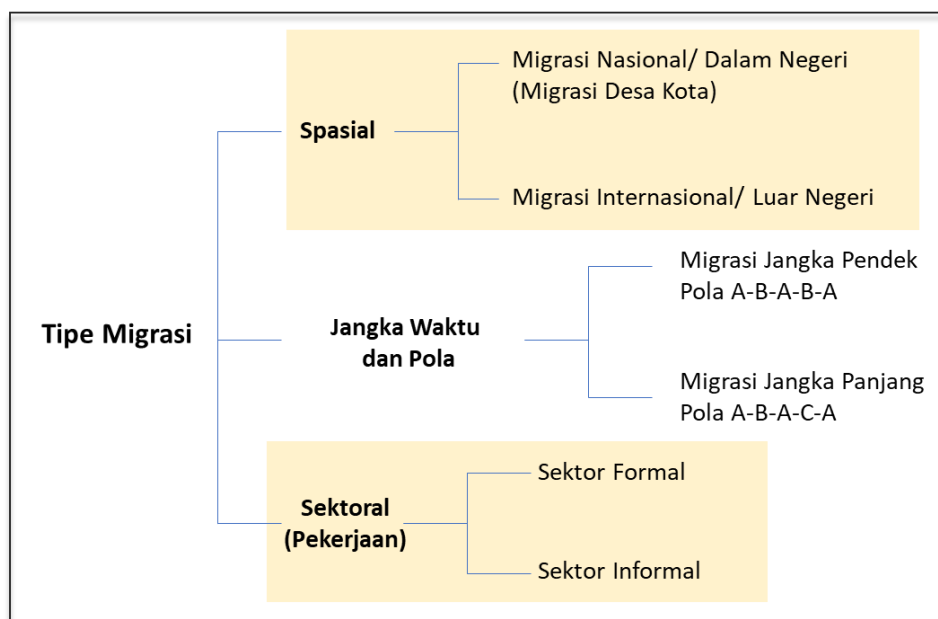 Tipe Migrasi
Spasial
Migrasi Nasional/ Dalam Negeri
(Migrasi Desa Kota)
Migrasi Internasional/ Luar Negeri
Jangka Waktu
dan Pola
Migrasi Jangka Pendek
Pola A-B-A-B-A
Migrasi Jangka Panjang
Pola A-B-A-C-A
Sektoral
(Pekerjaan)
Sektor Formal
Sektor Informal